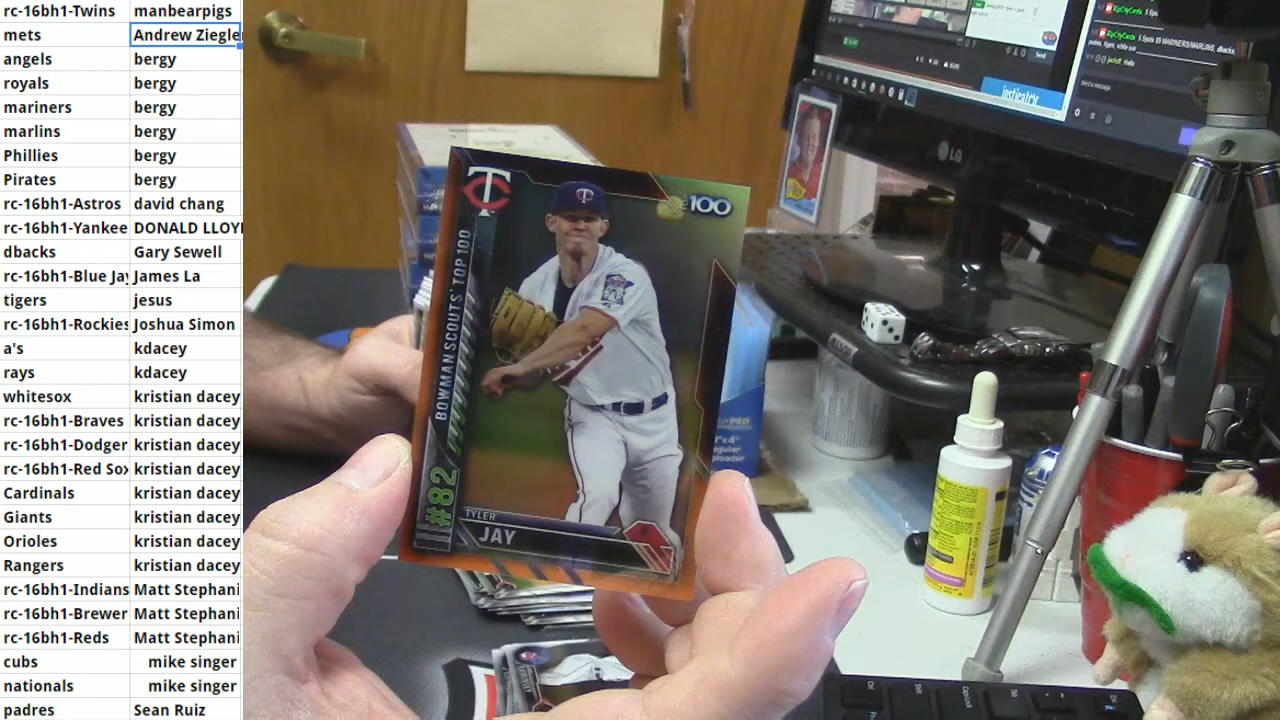 rc-16bh1-Twins manbearpigs
mets Andrew Ziegle
angels bergy
royals bergy
mariners bergy
marlins bergy
Phillies bergy
Pirates bergy
rc-16bh1-Astros david chang
rc-16bh1-Yankee DONALD LLOY
dbacks Gary Sewell
rc-16bh1-Blue Jay James La
tigers jesus
rc-16bh1-Rockies Joshua Simon
a's kdacey
rays kdacey
whitesox kristian dacey
rc-16bh1-Braves kristian dacey
rc-16bh1-Dodger kristian dacey
rc-16bh1-Red Sox kristian dacey
Cardinals kristian dacey
Giants kristian dacey
Orioles kristian dacey
Rangers kristian dacey
rc-16bh1-Indians Matt Stephani
rc-16bh1-Brewer Matt Stephani
rc-16bh1-Reds Matt Stephani
cubs mike singer
nationals mike singer
padres Sean Ruiz
TC
100
BOWMAN SCOUTS' TOP 100
#82
TYLER
JAY
LG